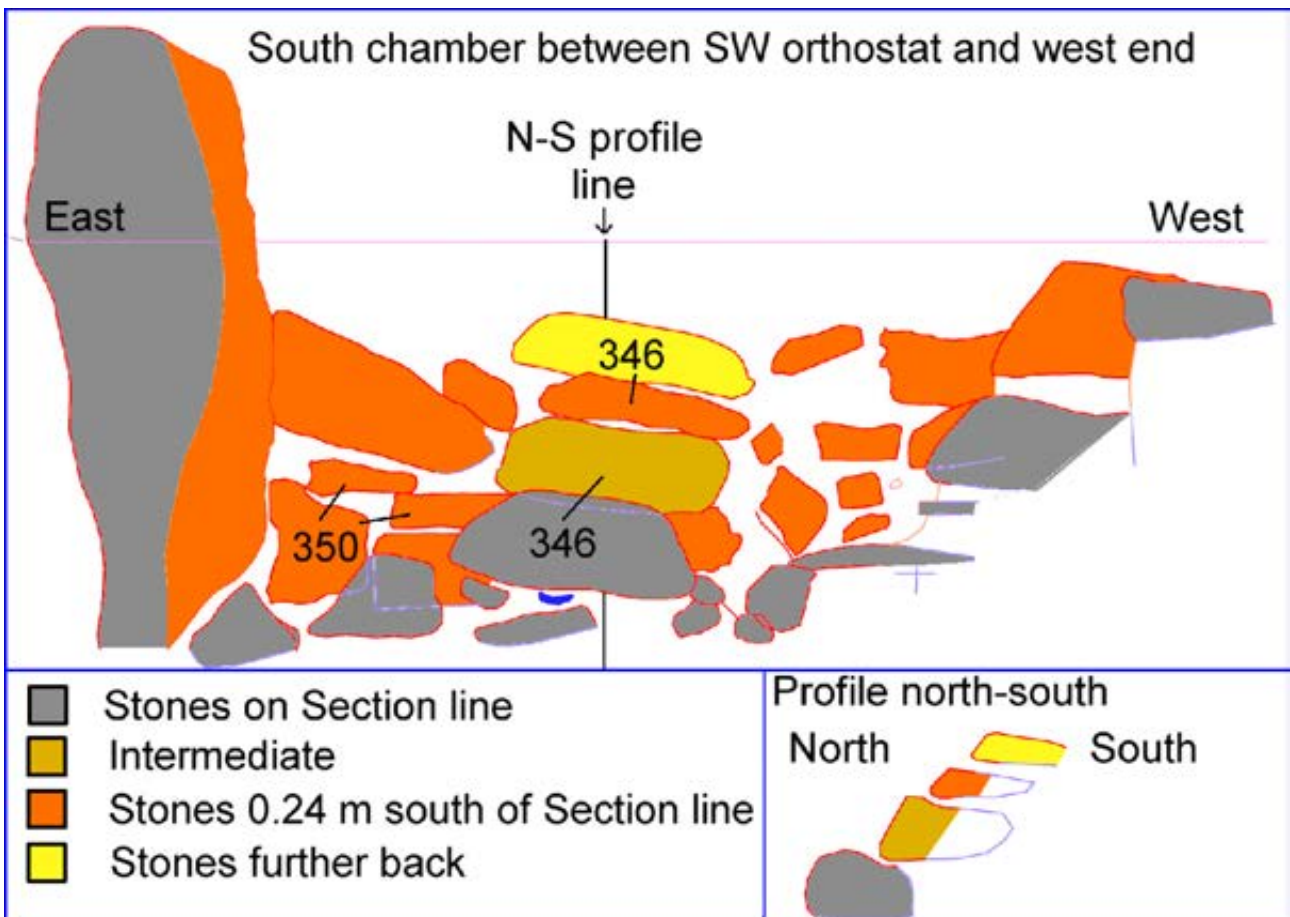 South chamber between SW orthostat and west end
N-S profile
line
East
West
346
346
350
Stones on Section line
Intermediate
Stones 0.24 m south of Section line
Stones further back
Profile north-south
North
South